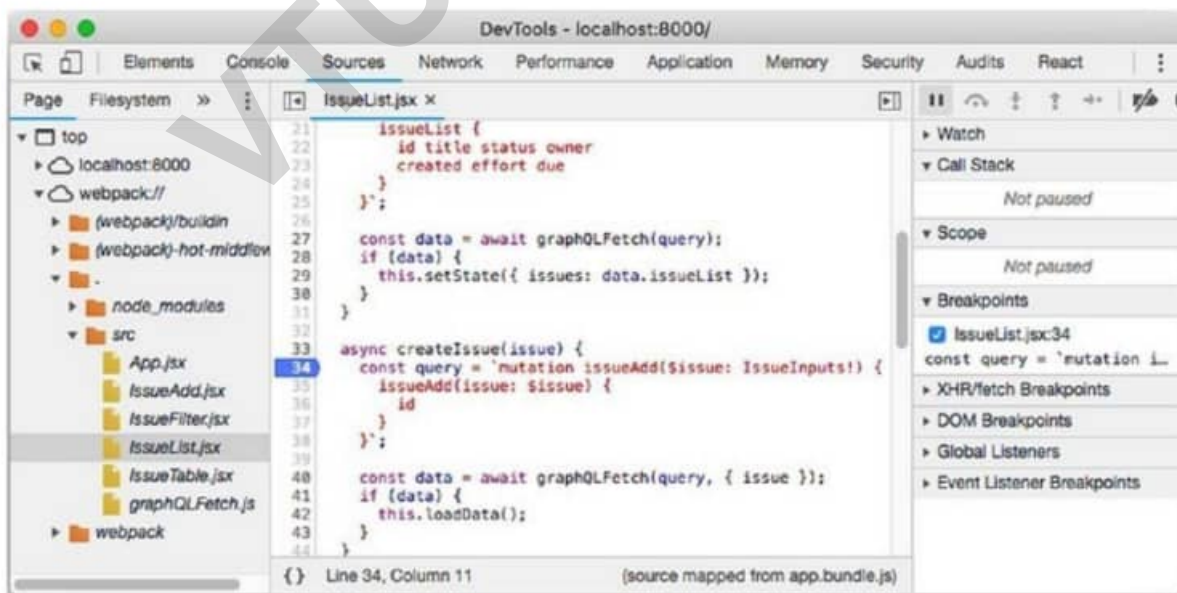 DevTools - localhost:8000/
Elements Console Sources Network Performance Application Memory Security Audits React
Page Filesystem »
top
localhost:8000
webpack://
(webpack)/buildin
(webpack)-hot-middlew
.
node_modules
src
App.jsx
IssueAdd.jsx
IssueFilter.jsx
IssueList.jsx
IssueTable.jsx
graphQLFetch.js
webpack
IssueList.jsx ×
21 issueList {
22 id title status owner
23 created effort due
24 }
25 }`;
26
27 const data = await graphQLFetch(query);
28 if (data) {
29 this.setState({ issues: data.issueList });
30 }
31 }
32
33 async createIssue(issue) {
34 const query = `mutation issueAdd($issue: IssueInputs!) {
35 issueAdd(issue: $issue) {
36 id
37 }
38 }`;
39
40 const data = await graphQLFetch(query, { issue });
41 if (data) {
42 this.loadData();
43 }
44 }
{} Line 34, Column 11 (source mapped from app.bundle.js)
Watch
Call Stack
Not paused
Scope
Not paused
Breakpoints
IssueList.jsx:34
const query = `mutation i…
XHR/fetch Breakpoints
DOM Breakpoints
Global Listeners
Event Listener Breakpoints
VTU